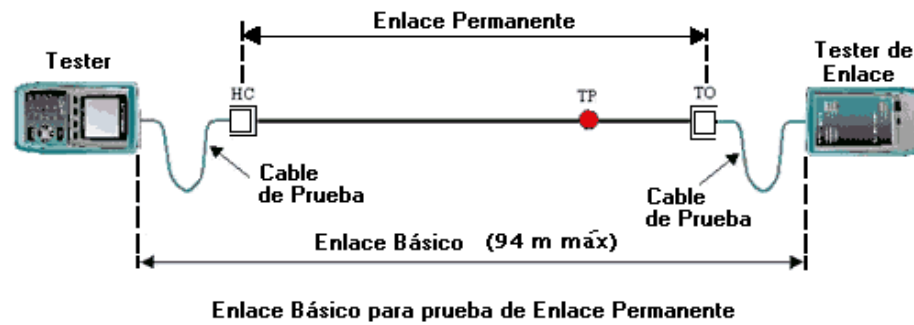 Enlace Permanente
Tester
Tester de
Enlace
HC
TP
TO
Cable
de Prueba
Cable
de Prueba
Enlace Básico (94 m máx)
Enlace Básico para prueba de Enlace Permanente